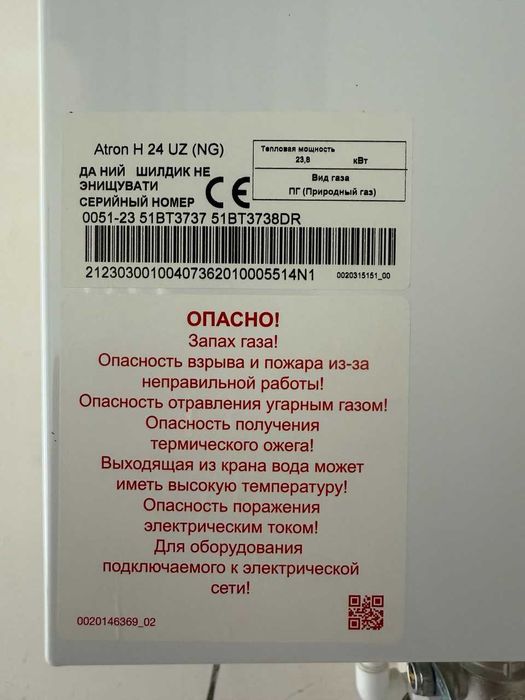 Atron H 24 UZ (NG)
ДА НИЙ ШИЛДИК НЕ
ЭНИЩУВАТИ
СЕРИЙНЫЙ НОМЕР
CE
Тепловая мощность
23,8 кВт
Вид газа
ПГ (Природный газ)
0051-23 51BT3737 51BT3738DR
21230300100407362010005514N1
0020315151_00
ОПАСНО!
Запах газа!
Опасность взрыва и пожара из-за
неправильной работы!
Опасность отравления угарным газом!
Опасность получения
термического ожега!
Выходящая из крана вода может
иметь высокую температуру!
Опасность поражения
электрическим током!
Для оборудования
подключаемого к электрической
сети!
0020146369_02